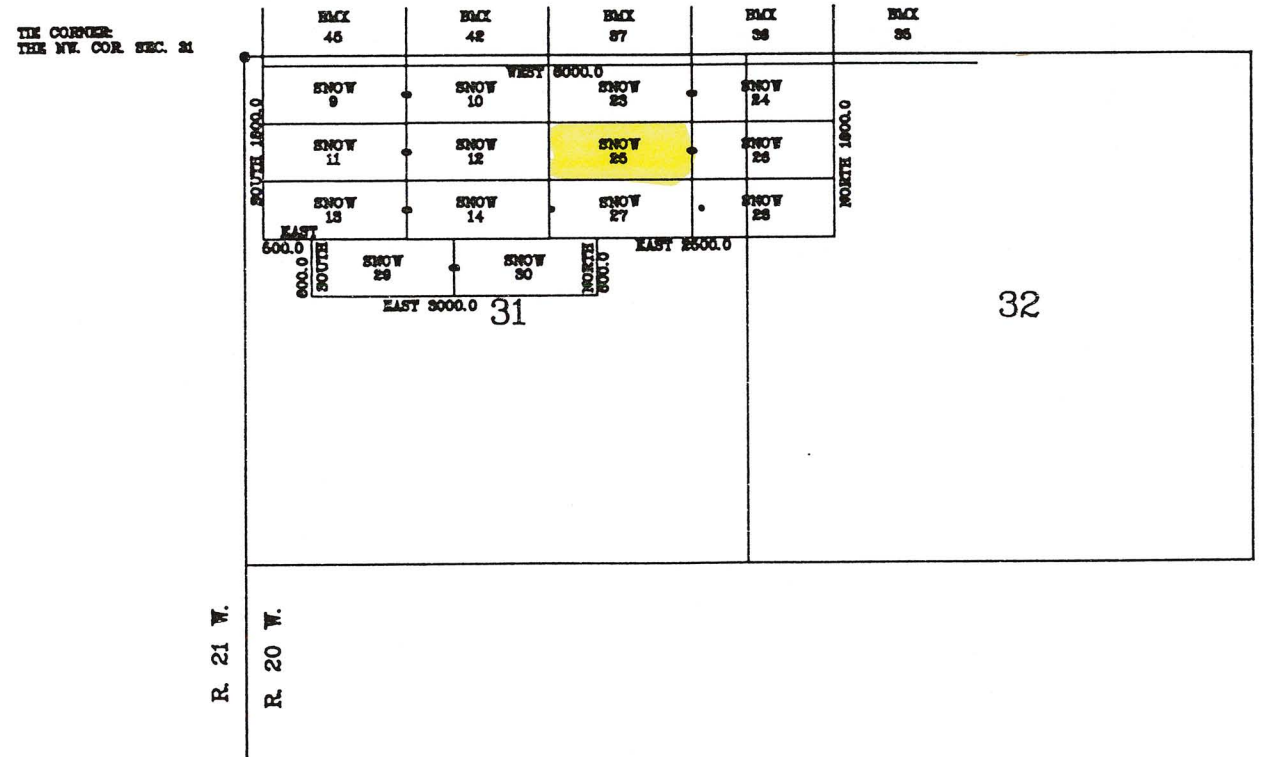 TIE CORNER:
THE NW. COR. SEC. 31
BMX
45
BMX
42
BMX
37
BMX
36
BMX
35
WEST 6000.0
SOUTH 1800.0
SNOW
9
SNOW
10
SNOW
23
SNOW
24
NORTH 1800.0
SNOW
11
SNOW
12
SNOW
25
SNOW
26
SNOW
13
SNOW
14
SNOW
27
SNOW
28
EAST
500.0
EAST 2500.0
600.0
SOUTH
SNOW
29
SNOW
30
NORTH
600.0
EAST 3000.0
31
32
R. 21 W.
R. 20 W.